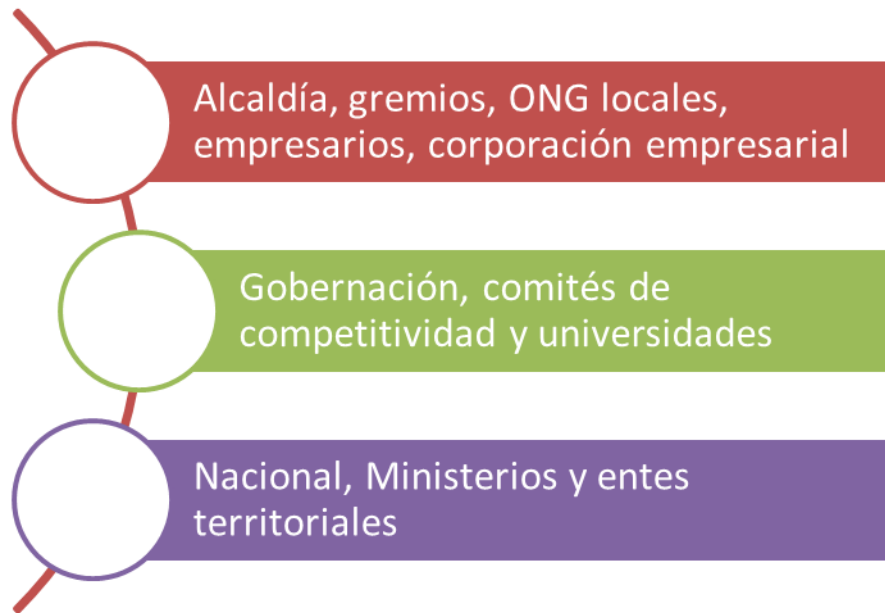 Alcaldía, gremios, ONG locales,
empresarios, corporación empresarial
Gobernación, comités de
competitividad y universidades
Nacional, Ministerios y entes
territoriales